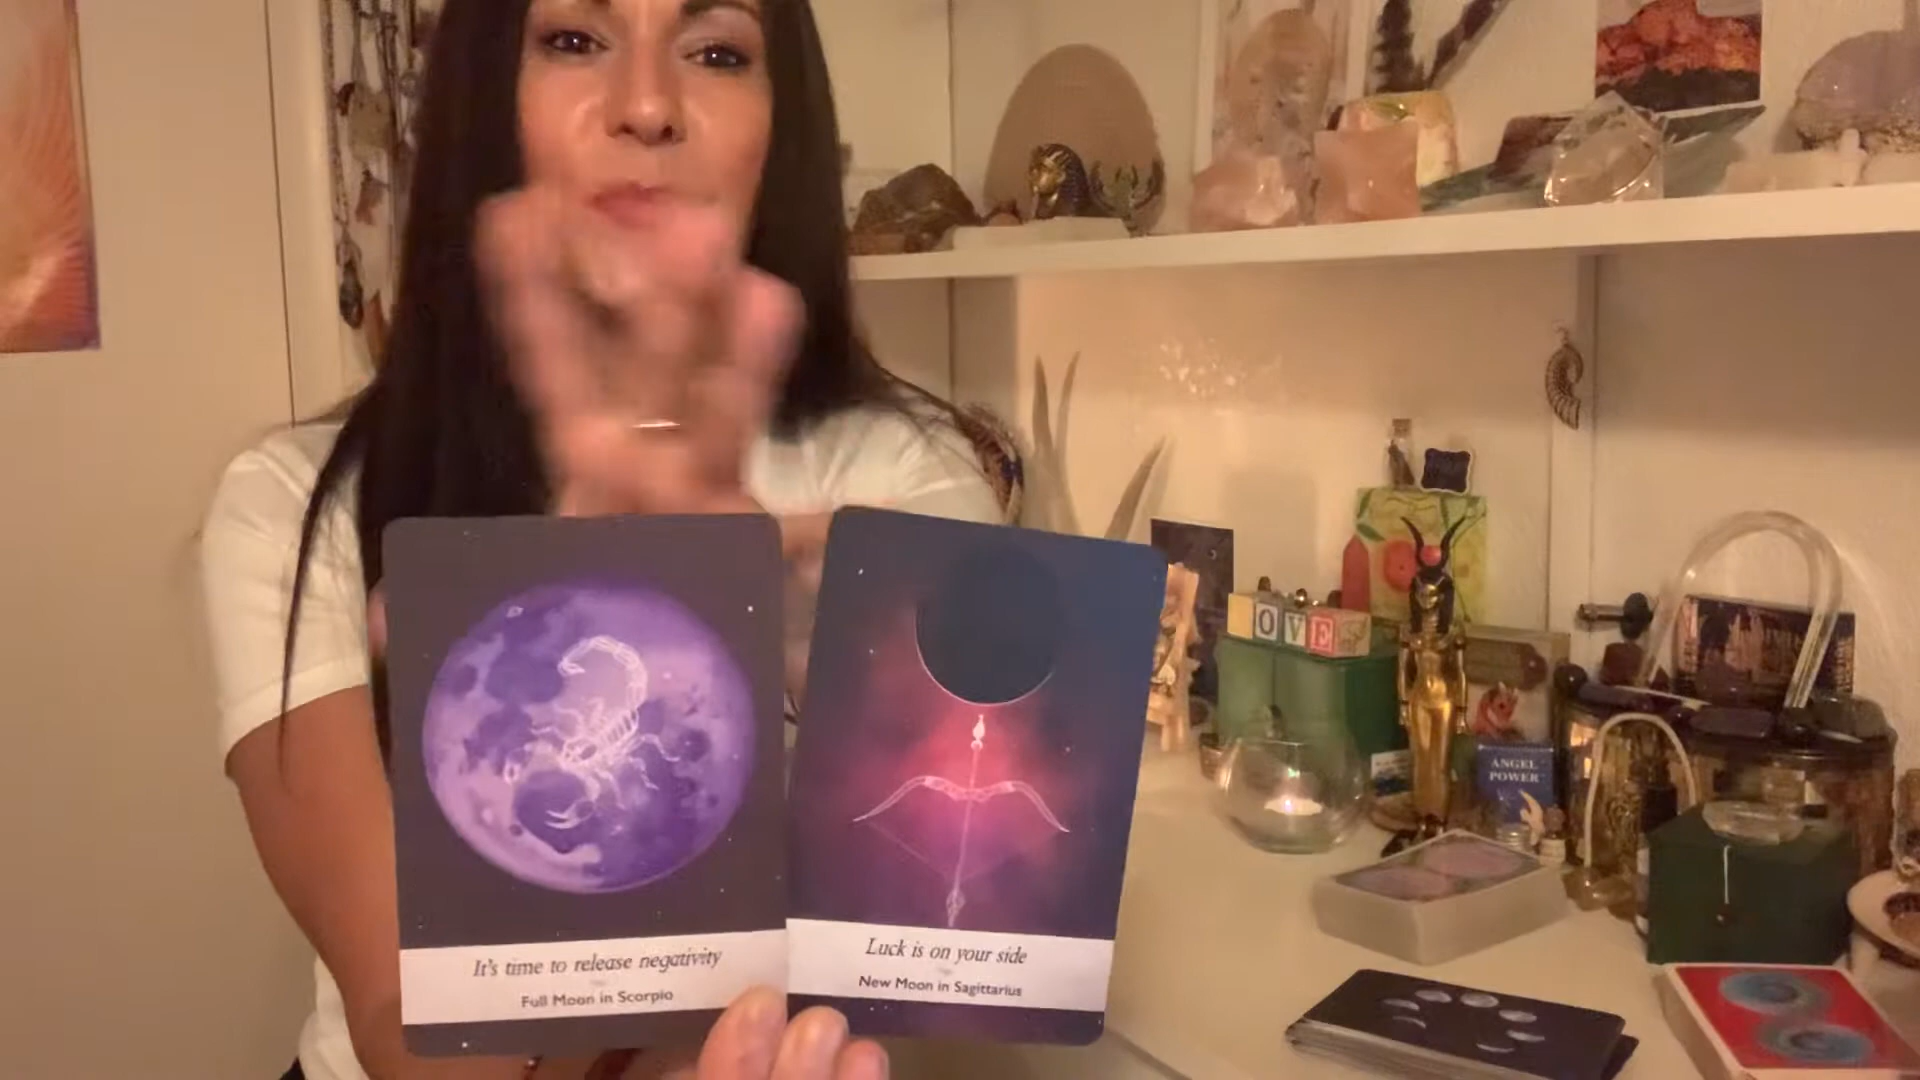 OVE
ANGEL
POWER
It's time to release negativity
Full Moon in Scorpio
Luck is on your side
New Moon in Sagittarius